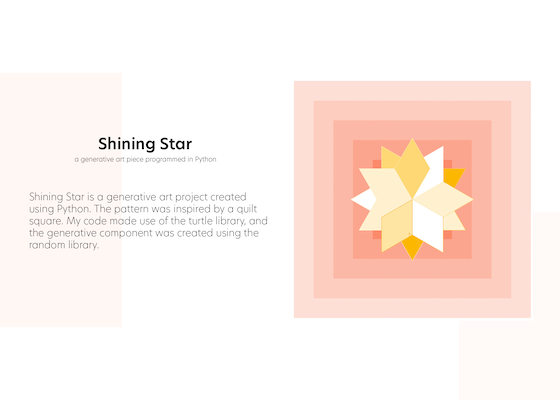 Shining Star
a generative art piece programmed in Python
Shining Star is a generative art project created
using Python. The pattern was inspired by a quilt
square. My code made use of the turtle library, and
the generative component was created using the
random library.